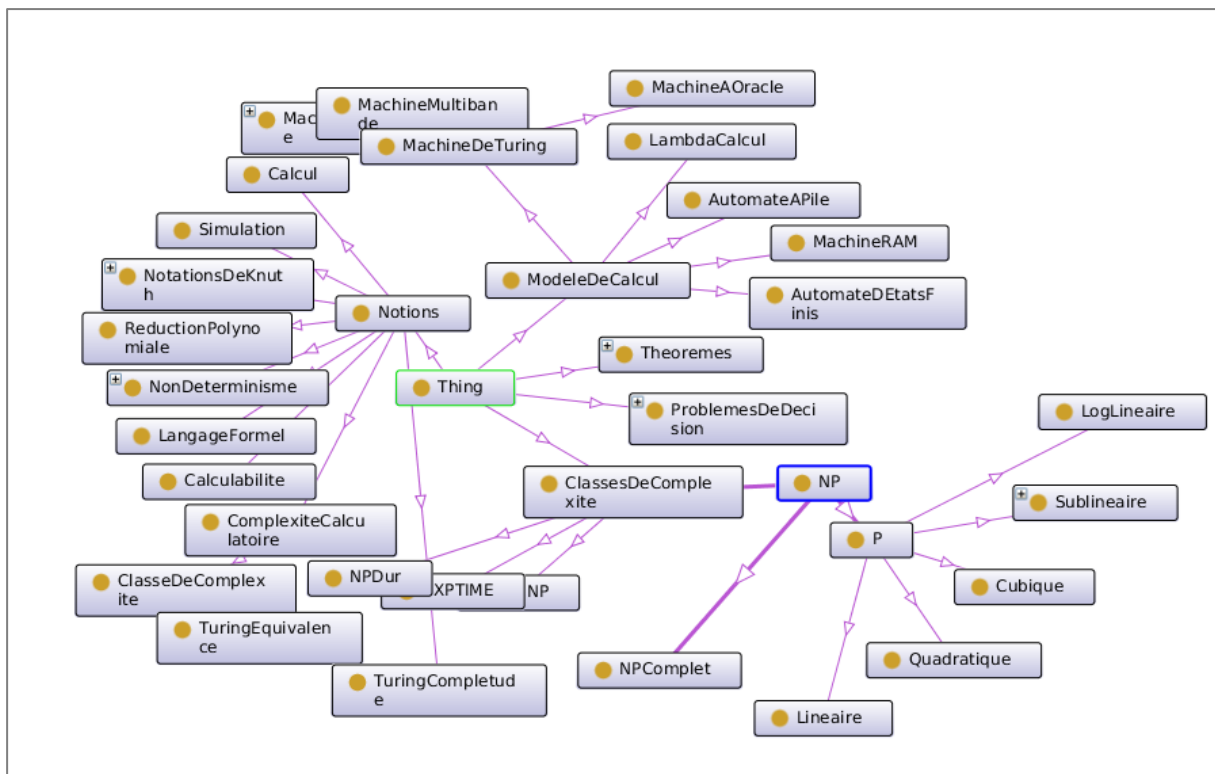 MachineAOracle
MachineMultiban
de
Mac
e
MachineDeTuring
LambdaCalcul
Calcul
AutomateAPile
Simulation
MachineRAM
NotationsDeKnut
h
ModeleDeCalcul
AutomateDEtatsF
inis
Notions
ReductionPolyno
miale
Theoremes
NonDeterminisme
Thing
ProblemesDeDeci
sion
LogLineaire
LangageFormel
Calculabilite
ClassesDeComple
xite
NP
Sublineaire
ComplexiteCalcu
latoire
P
ClasseDeComplex
ite
NPDur
XPTIME
NP
Cubique
TuringEquivalen
ce
NPComplet
Quadratique
TuringCompletud
e
Lineaire